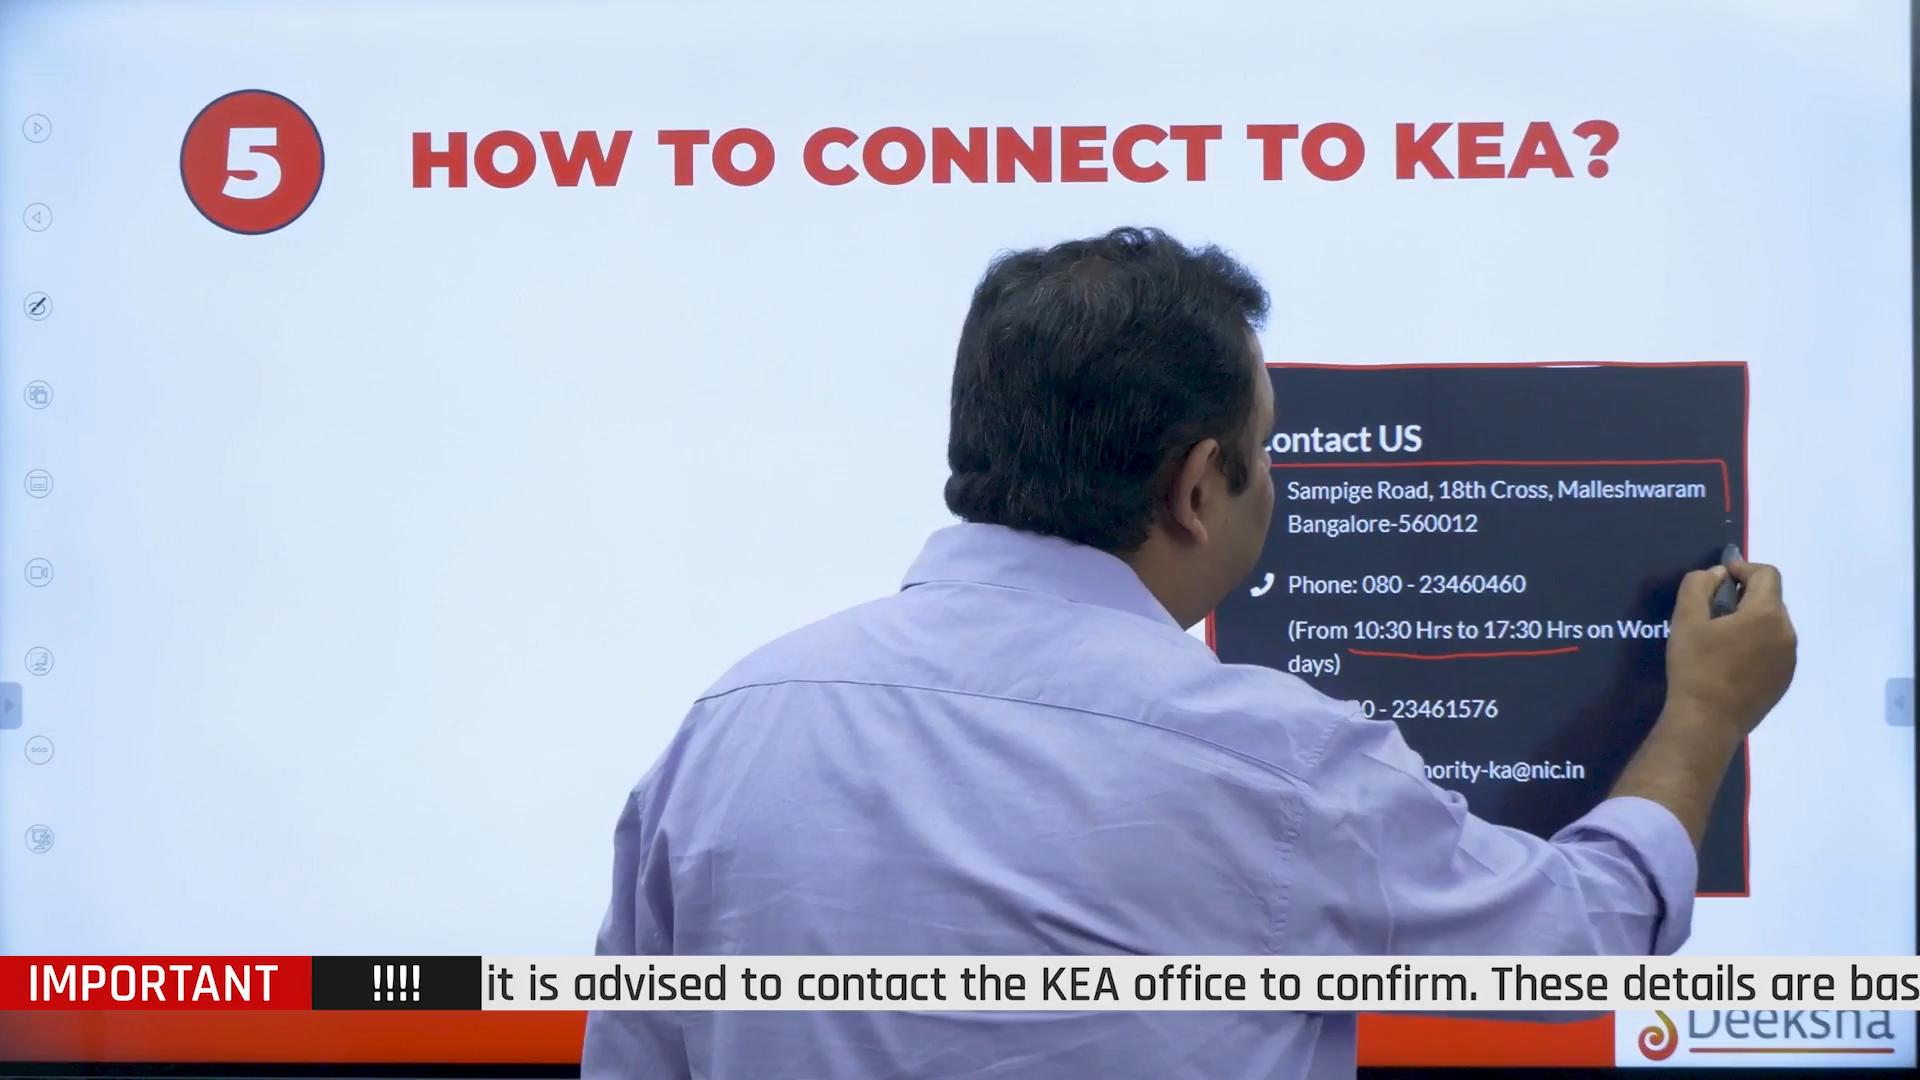 5
HOW TO CONNECT TO KEA?
ontact US
Sampige Road, 18th Cross, Malleshwaram
Bangalore-560012
Phone: 080 - 23460460
(From 10:30 Hrs to 17:30 Hrs on Work
days)
0 - 23461576
hority-ka@nic.in
IMPORTANT !!!! it is advised to contact the KEA office to confirm. These details are bas
Deeksha